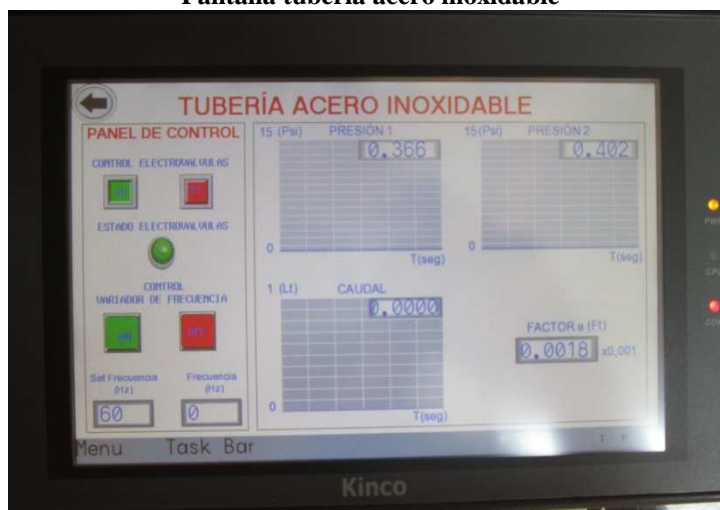 Pantalla tubería acero inoxidable
TUBERÍA ACERO INOXIDABLE
PANEL DE CONTROL
CONTROL ELECTROVALVULAS
ON
ESTADO ELECTROVALVULAS
CONTROL
VARIADOR DE FRECUENCIA
ON OFF
Set Frecuencia
(Hz)
Frecuencia
(Hz)
60 0
15 (Psi) PRESIÓN 1
0.366
0
T(seg)
15(Psi) PRESIÓN 2
0.402
0
T(seg)
1 (Lt) CAUDAL
0.0000
0
T(seg)
FACTOR e (Ft)
0.0018 x0,001
Menu Task Bar
Kinco